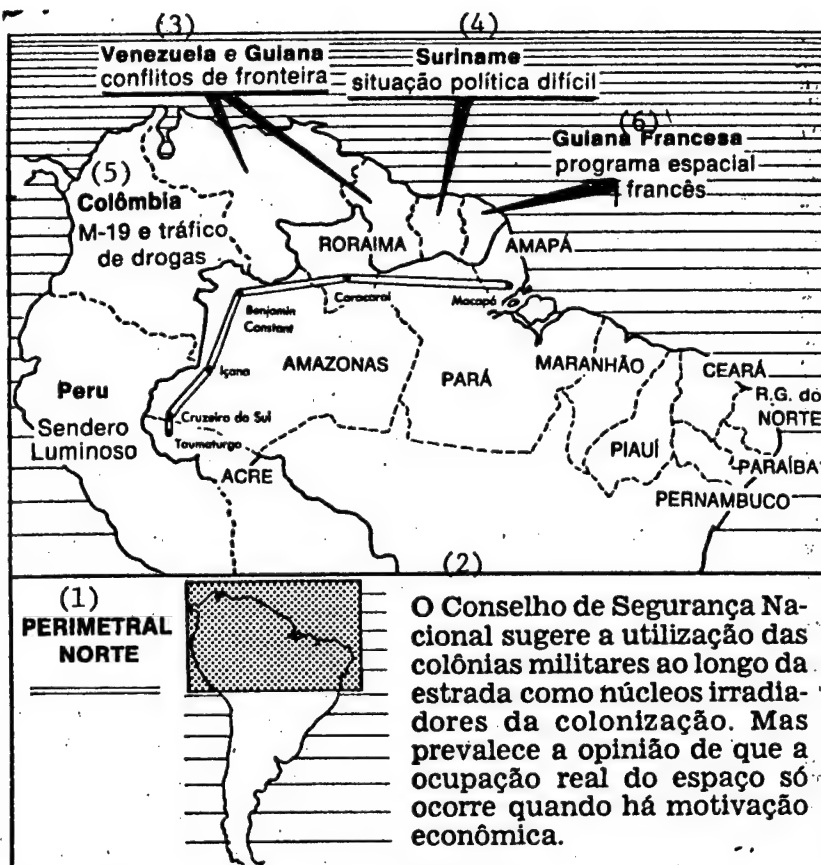 (3)
(4)
Venezuela e Guiana
conflitos de fronteira
Suriname
situação política difícil
(6)
Guiana Francesa
programa espacial
francês
(5)
Colômbia
M-19 e tráfico
de drogas
RORAIMA
AMAPÁ
Caracaraí
Macapá
Benjamin
Constant
Içana
AMAZONAS
PARÁ
MARANHÃO
CEARÁ
R.G. do
NORTE
Peru
Sendero
Luminoso
Cruzeiro do Sul
Taumaturgo
ACRE
PIAUÍ
PARAÍBA
PERNAMBUCO
(2)
(1)
PERIMETRAL
NORTE
O Conselho de Segurança Na-
cional sugere a utilização das
colônias militares ao longo da
estrada como núcleos irradia-
dores da colonização. Mas
prevalece a opinião de que a
ocupação real do espaço só
ocorre quando há motivação
econômica.